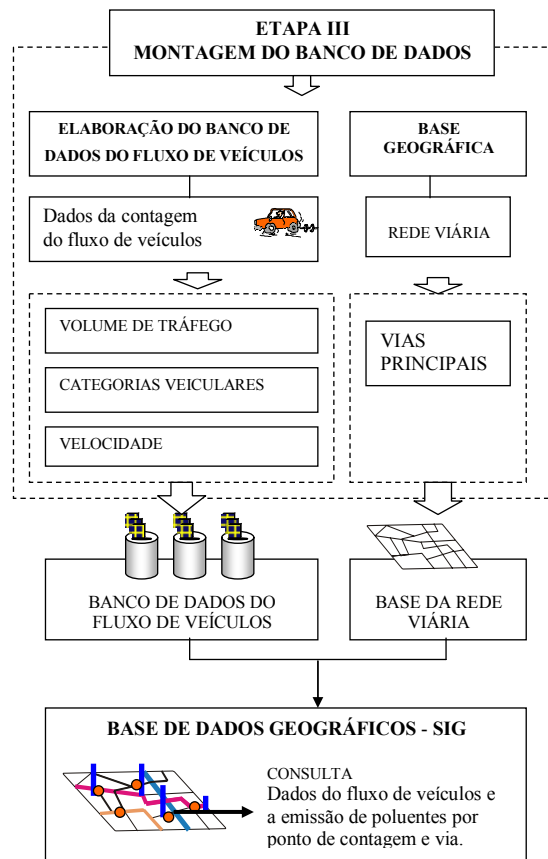 ETAPA III
MONTAGEM DO BANCO DE DADOS
ELABORAÇÃO DO BANCO DE
DADOS DO FLUXO DE VEÍCULOS
BASE
GEOGRÁFICA
Dados da contagem
do fluxo de veículos
REDE VIÁRIA
VOLUME DE TRÁFEGO
CATEGORIAS VEICULARES
VELOCIDADE
VIAS
PRINCIPAIS
BANCO DE DADOS DO
FLUXO DE VEÍCULOS
BASE DA REDE
VIÁRIA
BASE DE DADOS GEOGRÁFICOS - SIG
CONSULTA
Dados do fluxo de veículos e
a emissão de poluentes por
ponto de contagem e via.